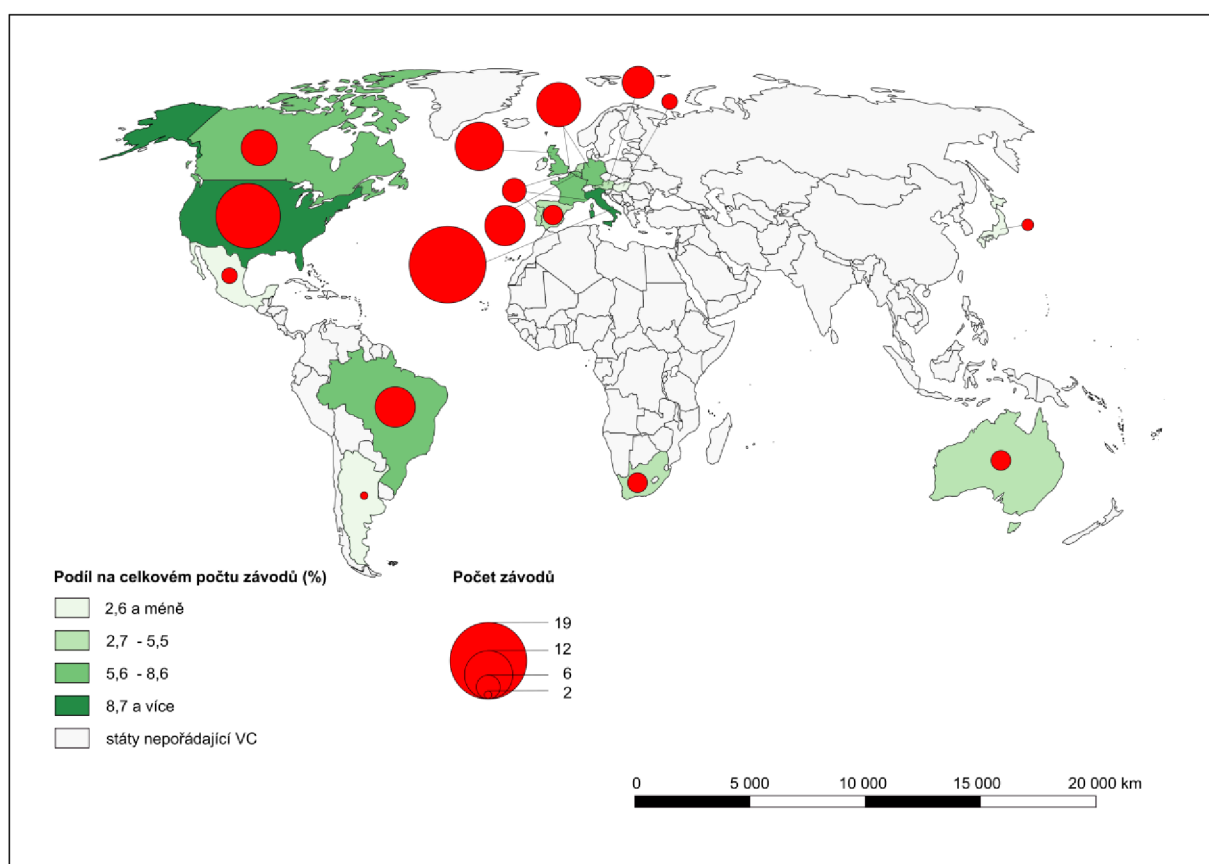 Podíl na celkovém počtu závodů (%)
2,6 a méně
2,7 - 5,5
5,6 - 8,6
8,7 a více
státy nepořádající VC
Počet závodů
19
12
6
2
0 5 000 10 000 15 000 20 000 km